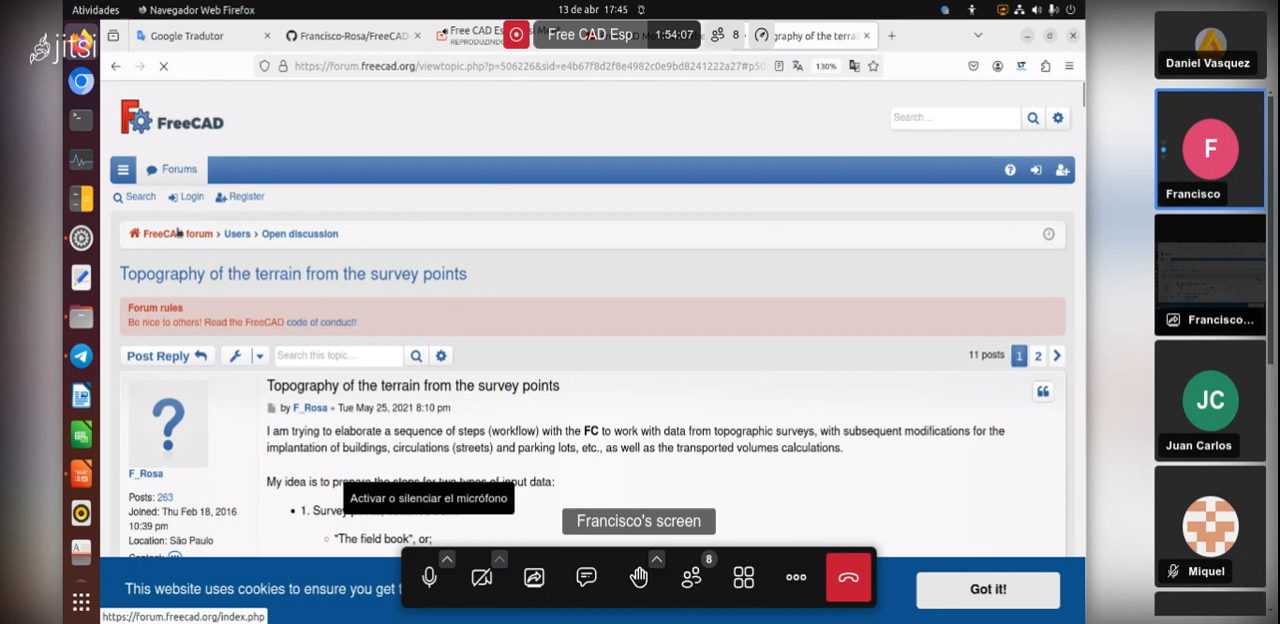 Atividades
Navegador Web Firefox
13 de abr 17:45
jitsi
Google Tradutor
Francisco-Rosa/FreeCAD-
Free CAD Es
REPRODUZIND
Free CAD Esp
1:54:07
8
graphy of the terrai
https://forum.freecad.org/viewtopic.php?p=506226&sid=e4b67f8d2f8e4982c0e9bd8241222a27#p50
130%
FreeCAD
Search...
Forums
Search
Login
Register
FreeCAD forum › Users › Open discussion
Topography of the terrain from the survey points
Forum rules
Be nice to others! Read the FreeCAD code of conduct!
Post Reply
Search this topic...
11 posts
1
2
Topography of the terrain from the survey points
by F_Rosa » Tue May 25, 2021 8:10 pm
I am trying to elaborate a sequence of steps (workflow) with the FC to work with data from topographic surveys, with subsequent modifications for the
implantation of buildings, circulations (streets) and parking lots, etc., as well as the transported volumes calculations.
My idea is to prepare the steps for two types of input data:
1. Survey
"The field book", or;
F_Rosa
Posts: 263
Joined: Thu Feb 18, 2016
10:39 pm
Location: São Paulo
Activar o silenciar el micrófono
Francisco's screen
8
This website uses cookies to ensure you get
Got it!
https://forum.freecad.org/index.php
Daniel Vasquez
F
Francisco
Francisco...
JC
Juan Carlos
Miquel